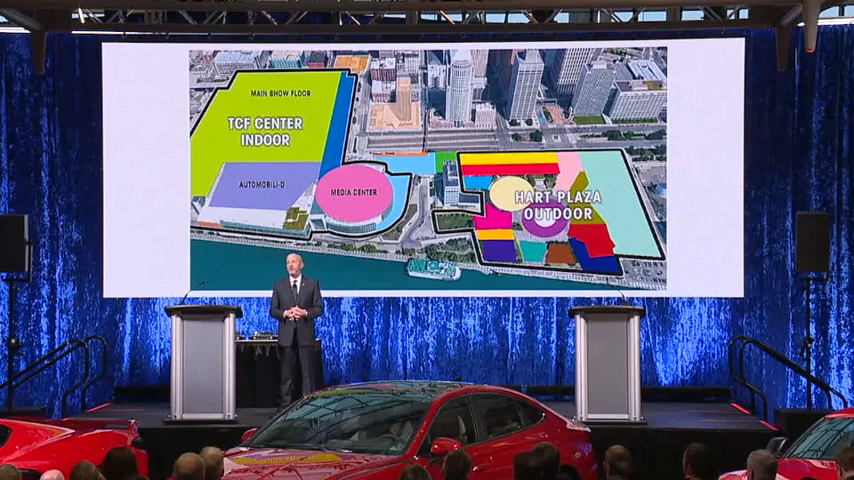 MAIN SHOW FLOOR
TCF CENTER
INDOOR
AUTOMOBILI-D
MEDIA CENTER
HART PLAZA
OUTDOOR